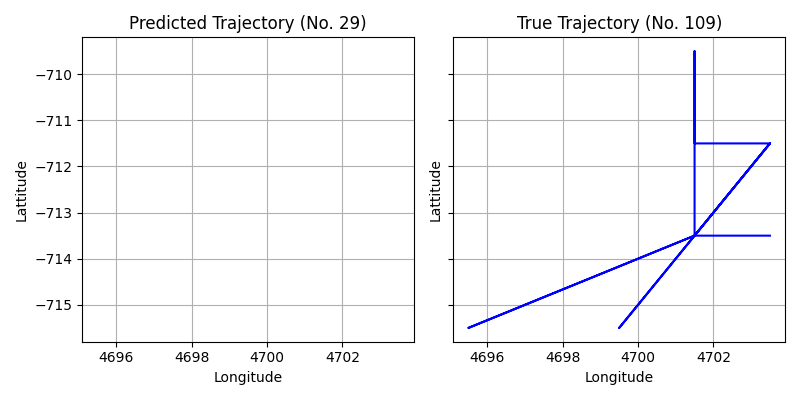 Predicted Trajectory (No. 29)
True Trajectory (No. 109)
−710
−711
−712
−713
−714
−715
Lattitude
4696
4698
4700
4702
Longitude
Lattitude
4696
4698
4700
4702
Longitude